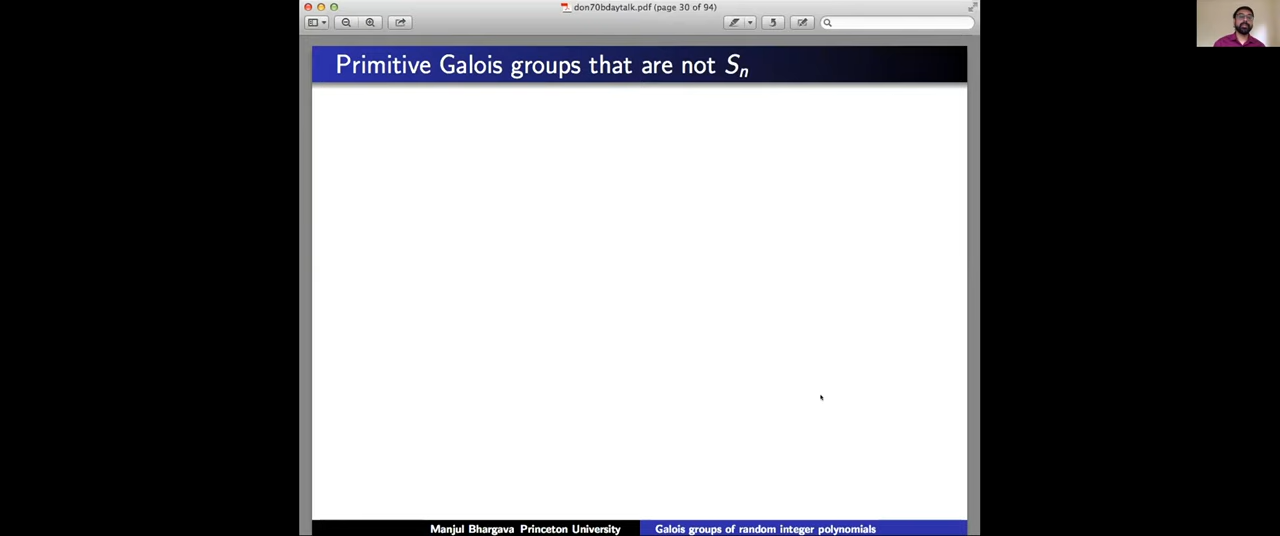 don70bdaytalk.pdf (page 30 of 94)
Primitive Galois groups that are not Sₙ
Manjul Bhargava Princeton University
Galois groups of random integer polynomials